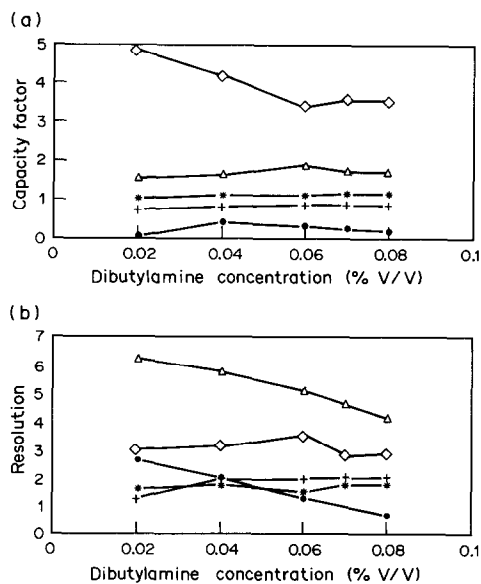 (a)
5
4
3
2
1
0
Capacity factor
0 0.02 0.04 0.06 0.08 0.1
Dibutylamine concentration (% V/V)
(b)
7
6
5
4
3
2
1
0
Resolution
0 0.02 0.04 0.06 0.08 0.1
Dibutylamine concentration (% V/V)